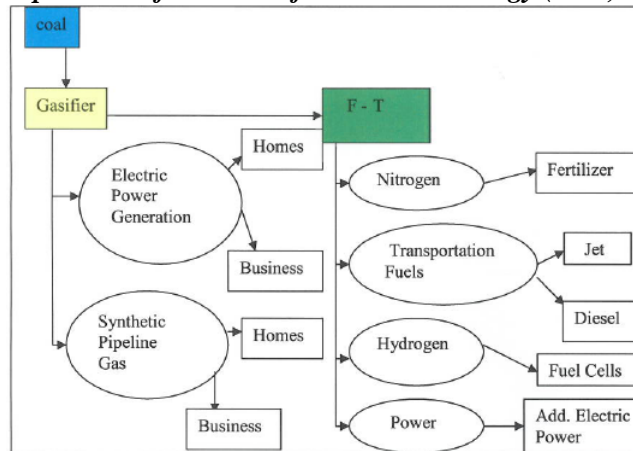 coal
Gasifier
F - T
Homes
Electric
Power
Generation
Nitrogen
Fertilizer
Business
Transportation
Fuels
Jet
Diesel
Synthetic
Pipeline
Gas
Homes
Hydrogen
Fuel Cells
Business
Power
Add. Electric
Power